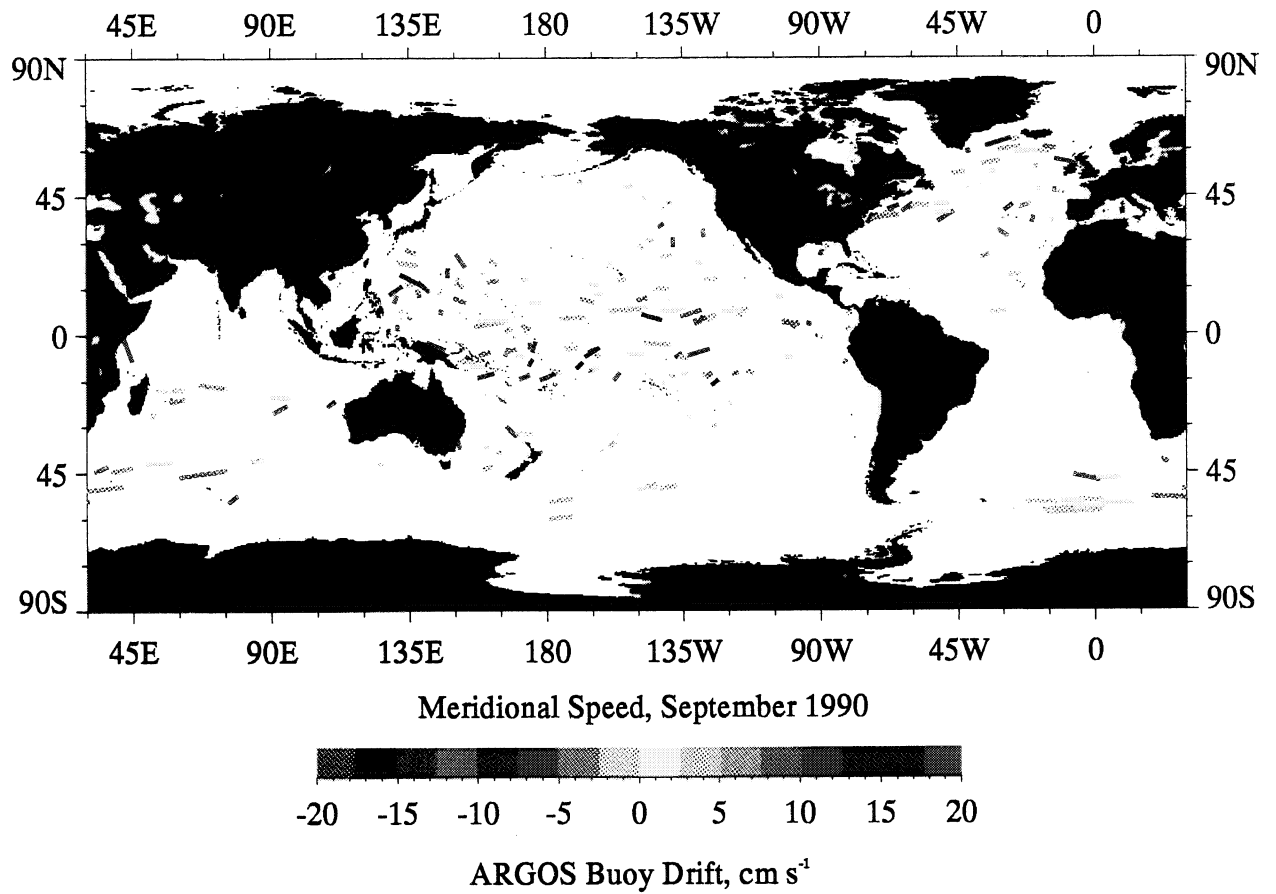 45E 90E 135E 180 135W 90W 45W 0
90N 90N
45 45
0 0
45 45
90S 90S
45E 90E 135E 180 135W 90W 45W 0
Meridional Speed, September 1990
-20 -15 -10 -5 0 5 10 15 20
ARGOS Buoy Drift, cm s⁻¹